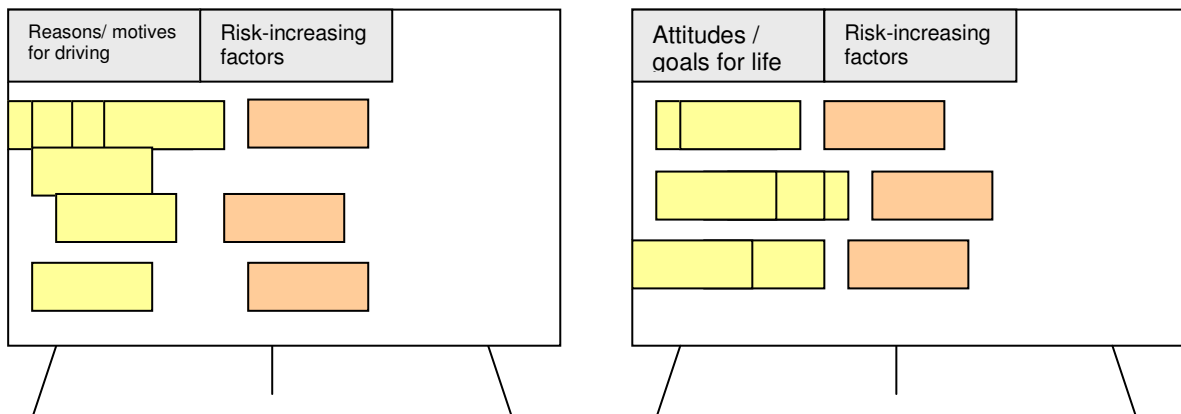 Reasons/ motives
for driving
Risk-increasing
factors
Attitudes /
goals for life
Risk-increasing
factors